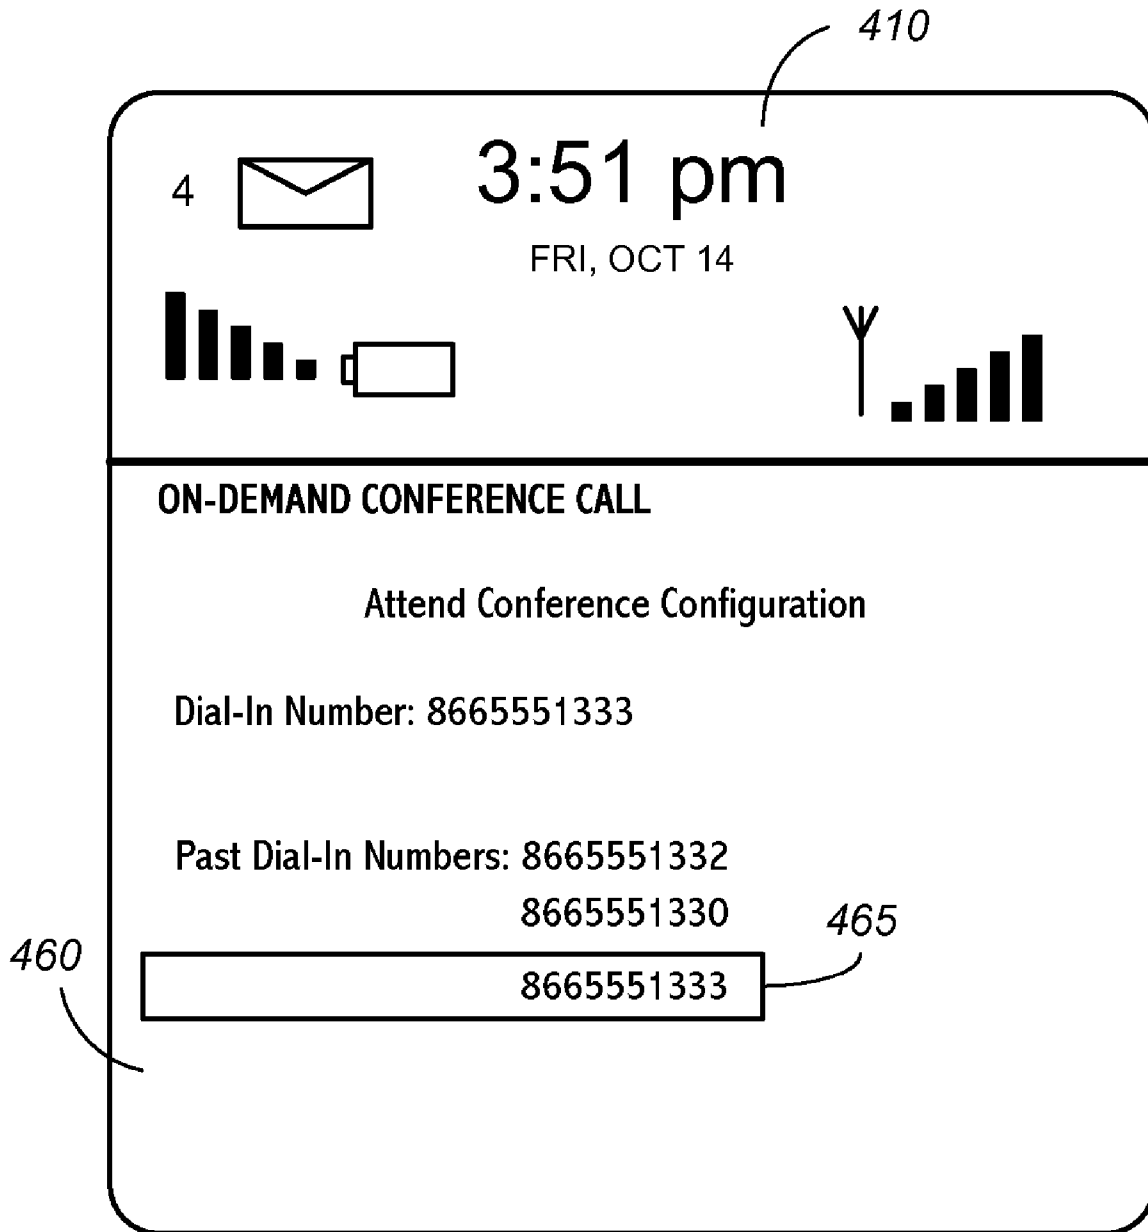 410
4 3:51 pm
FRI, OCT 14
ON-DEMAND CONFERENCE CALL
Attend Conference Configuration
Dial-In Number: 8665551333
Past Dial-In Numbers: 8665551332
8665551330
465
460
8665551333